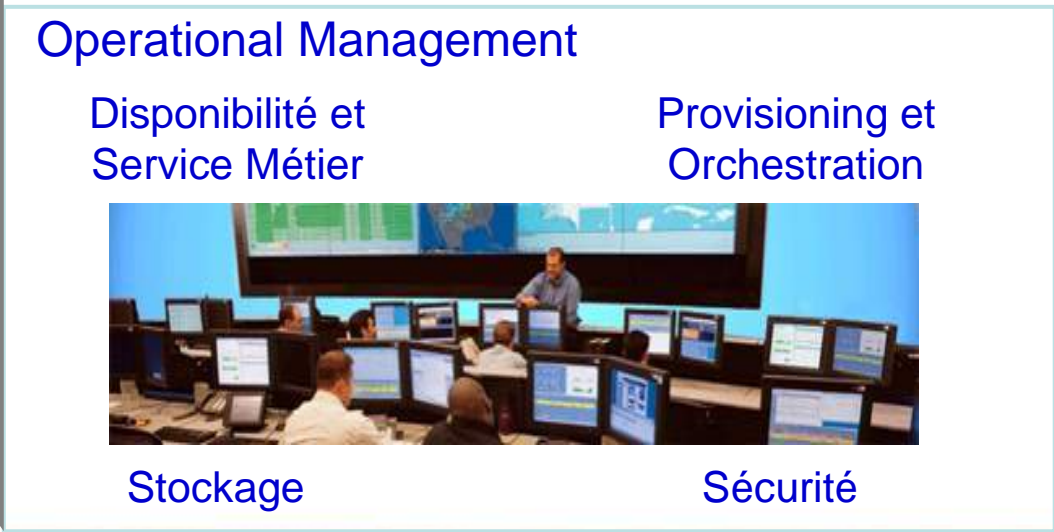 Operational Management
Disponibilité et
Service Métier
Provisioning et
Orchestration
Stockage
Sécurité